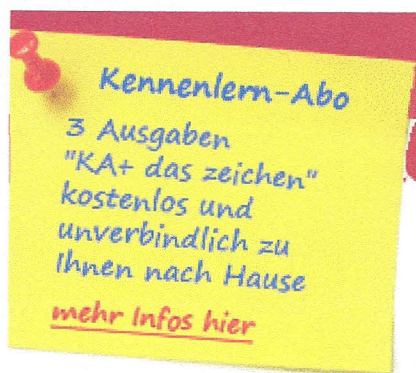 Kennenlern-Abo
3 Ausgaben
"KA+ das zeichen"
kostenlos und
unverbindlich zu
Ihnen nach Hause
mehr Infos hier